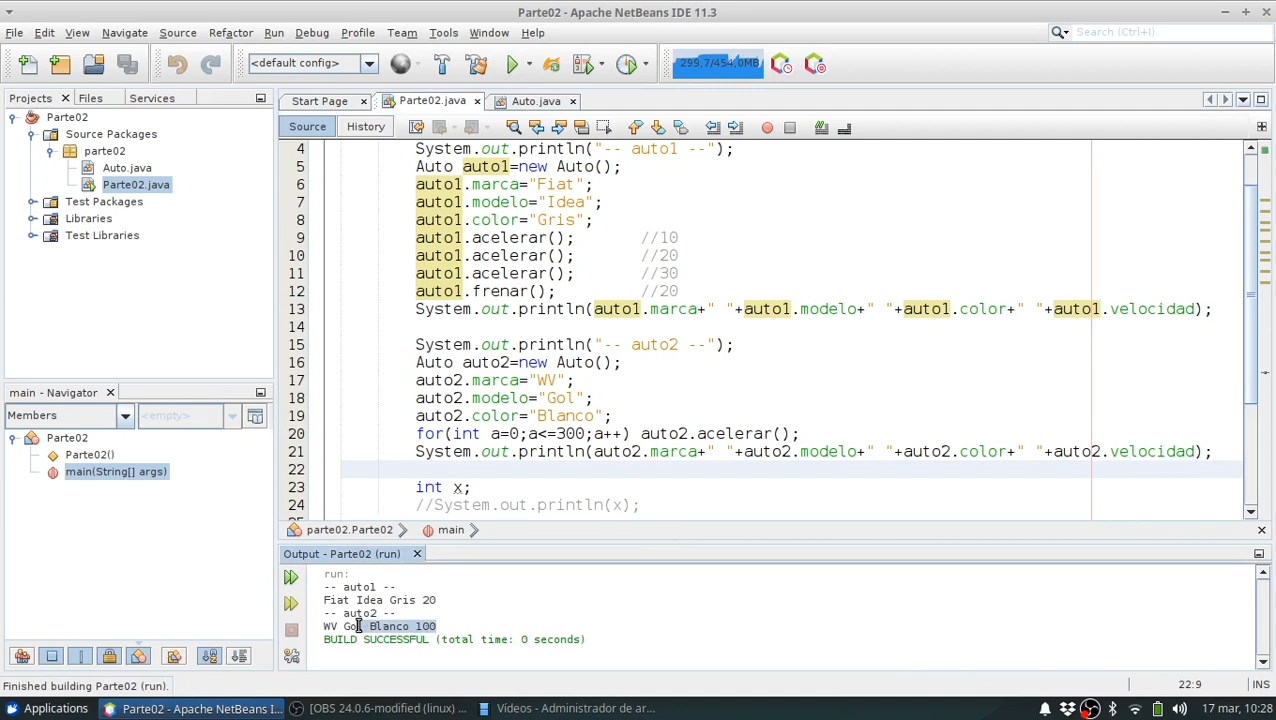 Parte02 - Apache NetBeans IDE 11.3
File Edit View Navigate Source Refactor Run Debug Profile Team Tools Window Help
Search (Ctrl+I)
<default config>
299,7/454,0MB
Projects Files Services
Start Page Parte02.java Auto.java
Source History
Parte02
Source Packages
parte02
Auto.java
Parte02.java
Test Packages
Libraries
Test Libraries
4 System.out.println("-- auto1 --");
5 Auto auto1=new Auto();
6 auto1.marca="Fiat";
7 auto1.modelo="Idea";
8 auto1.color="Gris";
9 auto1.acelerar(); //10
10 auto1.acelerar(); //20
11 auto1.acelerar(); //30
12 auto1.frenar(); //20
13 System.out.println(auto1.marca+" "+auto1.modelo+" "+auto1.color+" "+auto1.velocidad);
14
15 System.out.println("-- auto2 --");
16 Auto auto2=new Auto();
17 auto2.marca="WV";
18 auto2.modelo="Gol";
19 auto2.color="Blanco";
20 for(int a=0;a<=300;a++) auto2.acelerar();
21 System.out.println(auto2.marca+" "+auto2.modelo+" "+auto2.color+" "+auto2.velocidad);
22
23 int x;
24 //System.out.println(x);
main - Navigator
Members <empty>
Parte02
Parte02()
main(String[] args)
parte02.Parte02 main
Output - Parte02 (run)
run:
-- auto1 --
Fiat Idea Gris 20
-- auto2 --
WV Gol Blanco 100
BUILD SUCCESSFUL (total time: 0 seconds)
Finished building Parte02 (run).
22:9 INS
Applications Parte02 - Apache NetBeans I... [OBS 24.0.6-modified (linux) ... Vídeos - Administrador de ar... 17 mar, 10:28